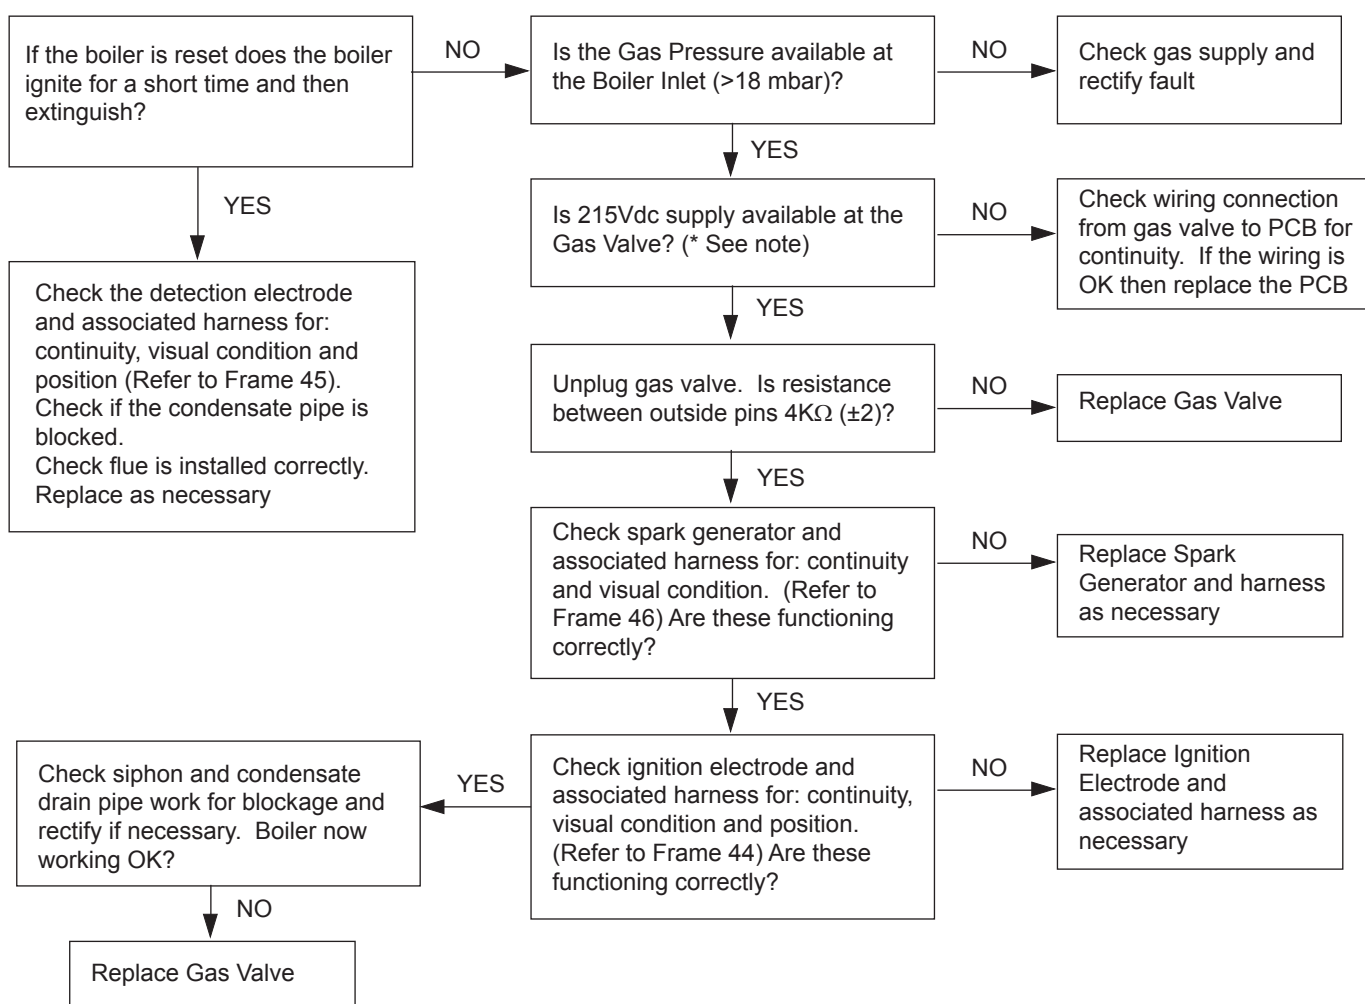 If the boiler is reset does the boiler
ignite for a short time and then
extinguish?
NO
Is the Gas Pressure available at
the Boiler Inlet (>18 mbar)?
NO
Check gas supply and
rectify fault
YES
YES
Is 215Vdc supply available at the
Gas Valve? (* See note)
NO
Check wiring connection
from gas valve to PCB for
continuity.  If the wiring is
OK then replace the PCB
Check the detection electrode
and associated harness for:
continuity, visual condition and
position (Refer to Frame 45).
Check if the condensate pipe is
blocked.
Check flue is installed correctly.
Replace as necessary
YES
Unplug gas valve.  Is resistance
between outside pins 4KΩ (±2)?
NO
Replace Gas Valve
YES
Check spark generator and
associated harness for: continuity
and visual condition.  (Refer to
Frame 46) Are these functioning
correctly?
NO
Replace Spark
Generator and harness
as necessary
YES
Check ignition electrode and
associated harness for: continuity,
visual condition and position.
(Refer to Frame 44) Are these
functioning correctly?
NO
Replace Ignition
Electrode and
associated harness as
necessary
YES
Check siphon and condensate
drain pipe work for blockage and
rectify if necessary.  Boiler now
working OK?
NO
Replace Gas Valve